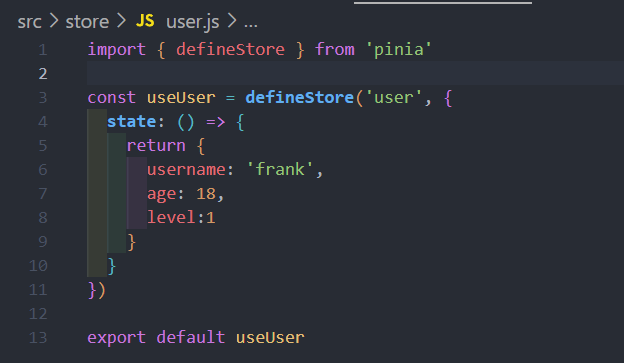 src > store > JS user.js > ...
1 import { defineStore } from 'pinia'
2
3 const useUser = defineStore('user', {
4   state: () => {
5     return {
6       username: 'frank',
7       age: 18,
8       level:1
9     }
10   }
11 })
12
13 export default useUser